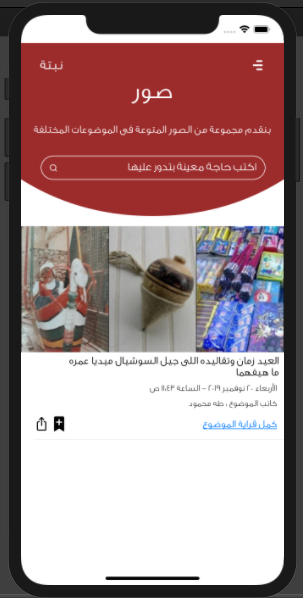 نبتة
صور
بنقدم مجموعة من الصور المتوعة فى الموضوعات المختلفة
اكتب حاجة معينة بتدور عليها
العيد زمان وتقاليده اللى جيل السوشيال ميديا عمره
ما هيفهما
الأربعاء ٢٠ نوفمبر ٢٠١٩ – الساعة ١١:٤٣ ص
كاتب الموضوع : طه محمود
كمل قراية الموضوع